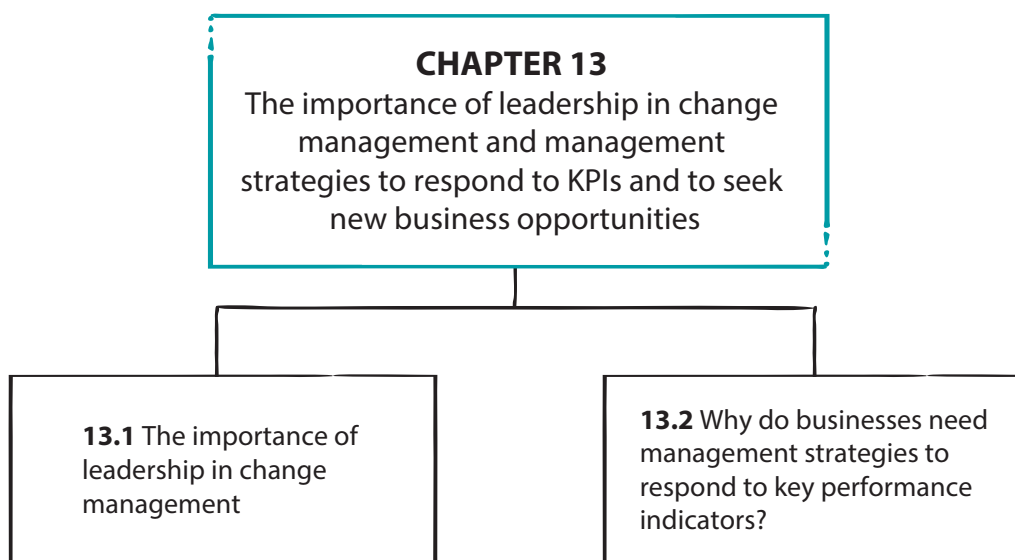 CHAPTER 13
The importance of leadership in change
management and management
strategies to respond to KPIs and to seek
new business opportunities
13.1 The importance of
leadership in change
management
13.2 Why do businesses need
management strategies to
respond to key performance
indicators?